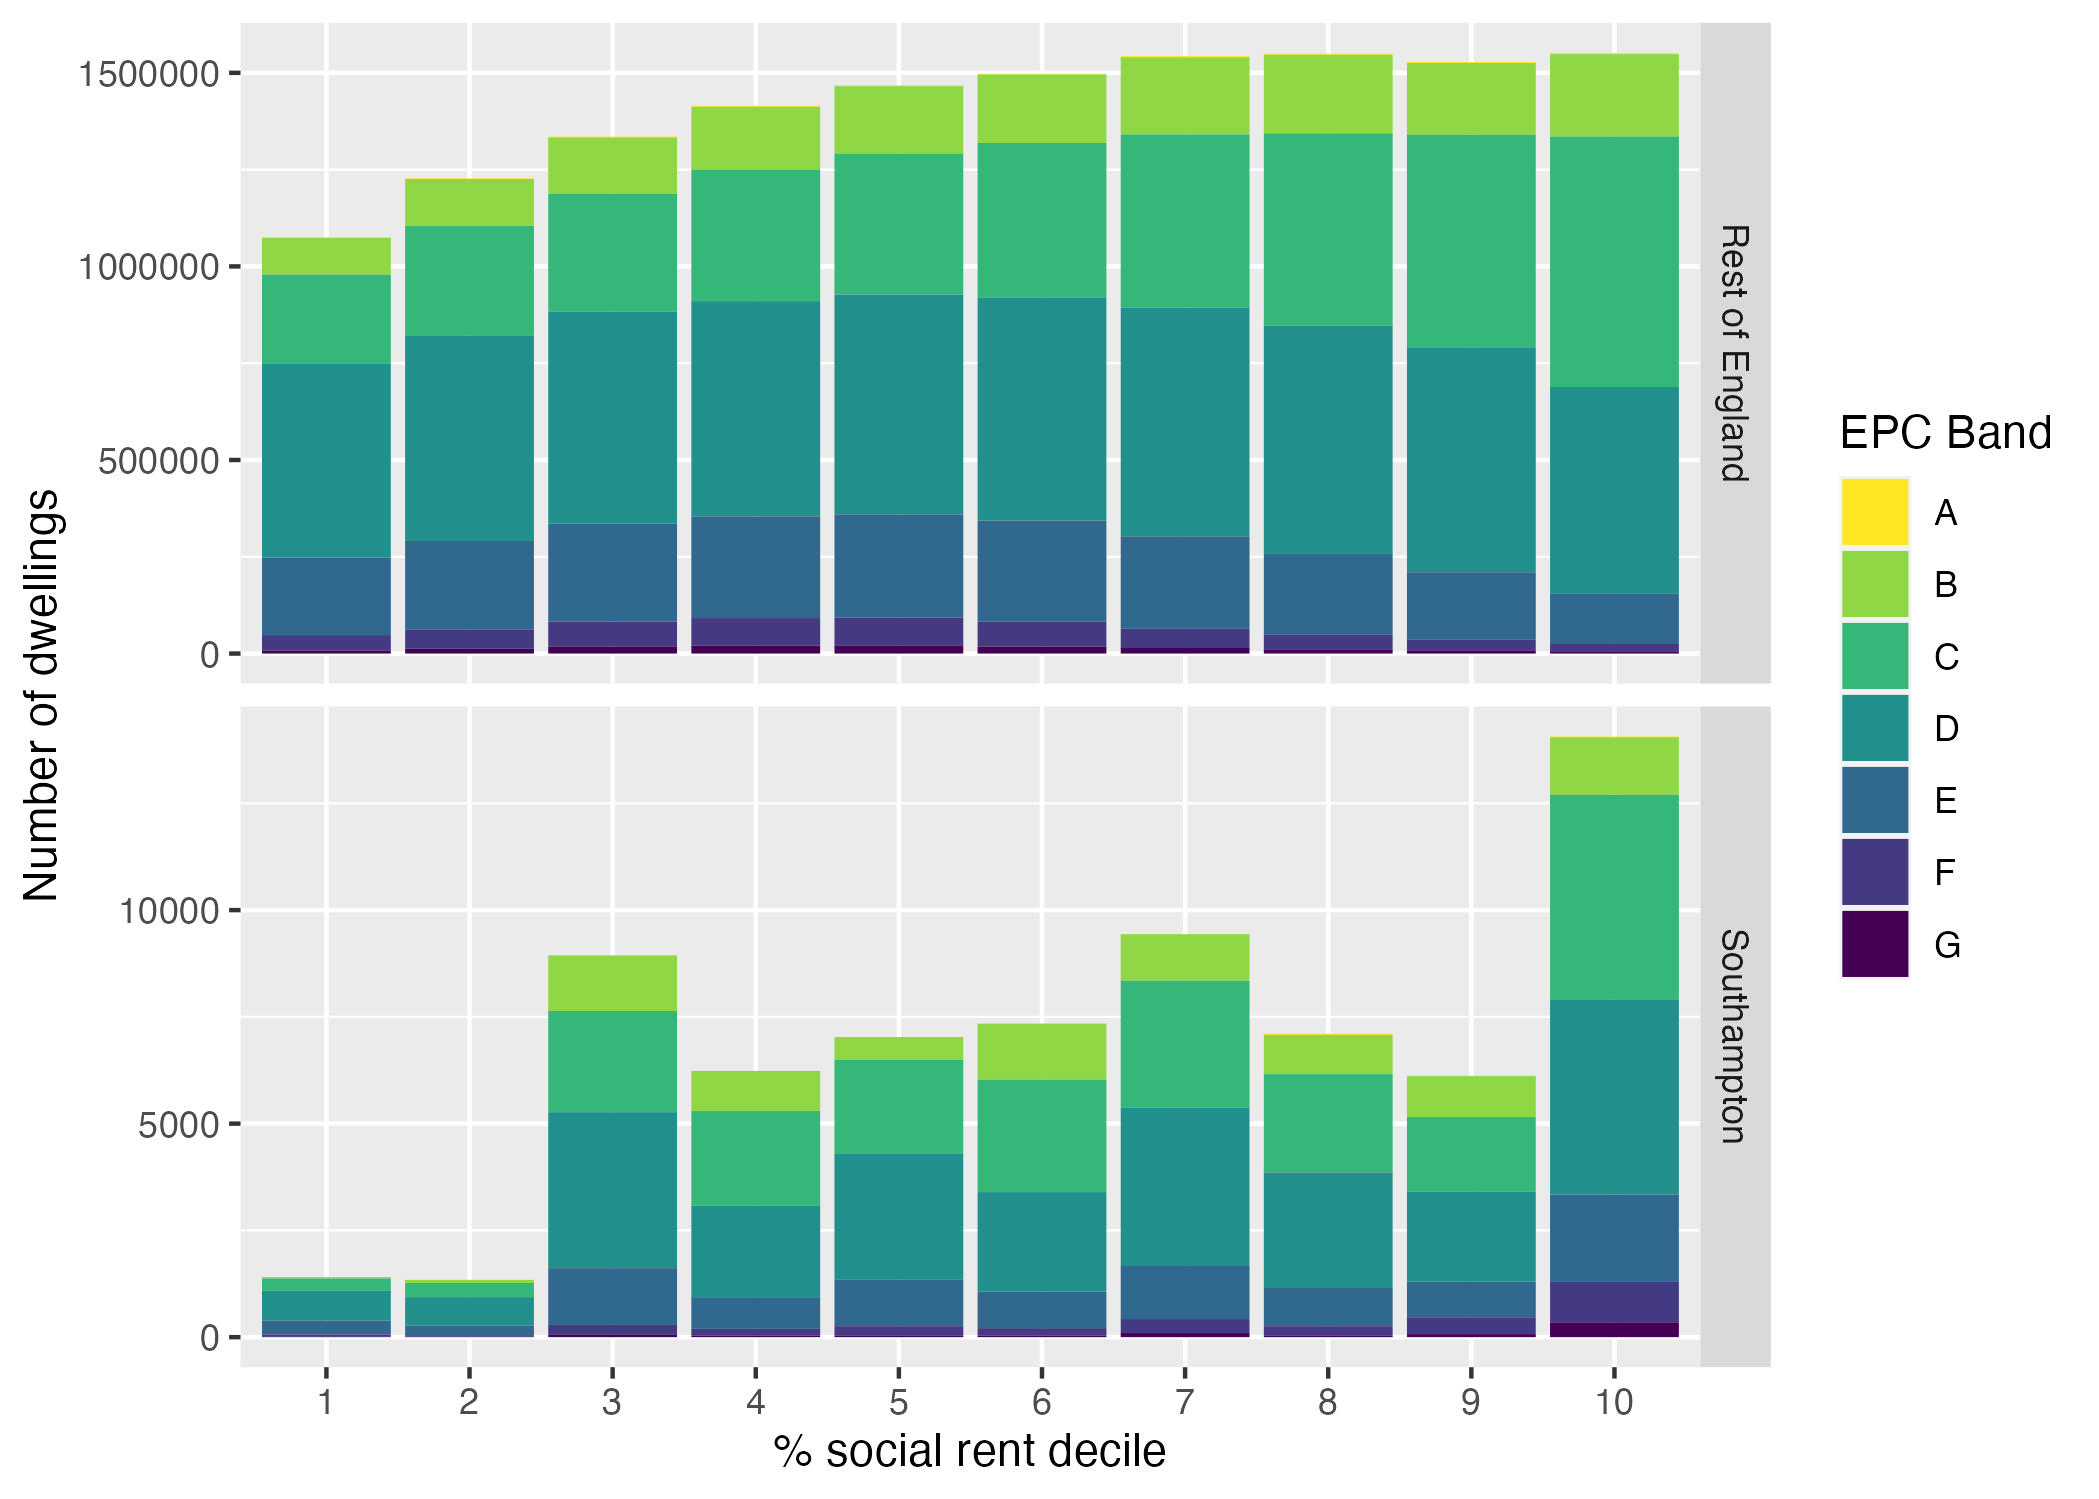 Number of dwellings
1500000
1000000
500000
0
Rest of England
10000
5000
0
Southampton
1 2 3 4 5 6 7 8 9 10
% social rent decile
EPC Band
A
B
C
D
E
F
G